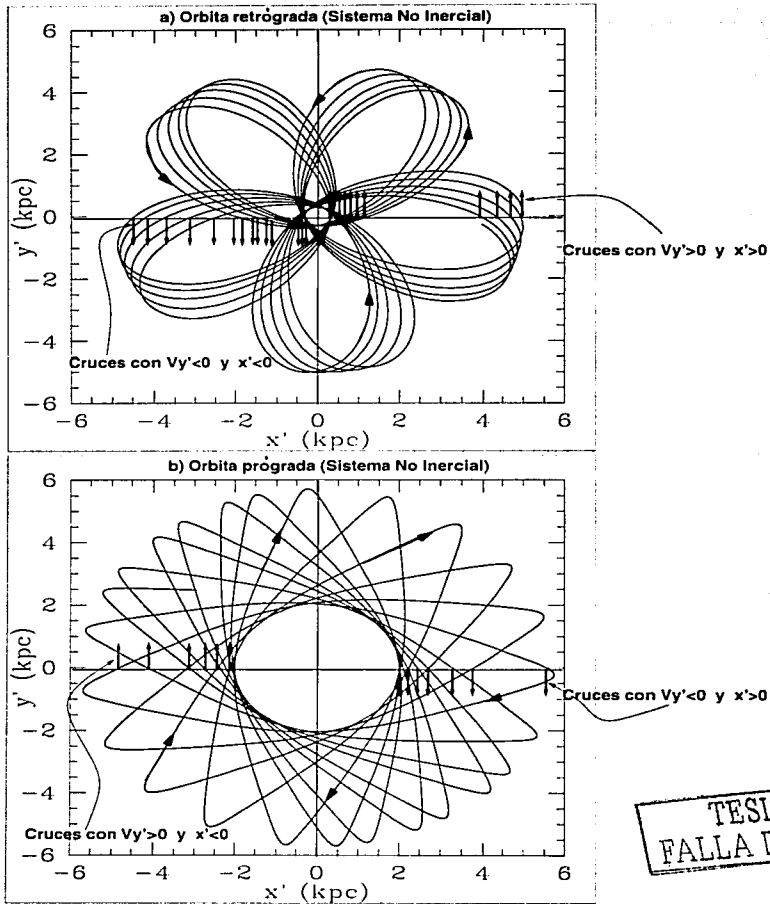 a) Orbita retrógrada (Sistema No Inercial)
6
4
2
0
−2
−4
−6
y' (kpc)
Cruces con Vy'>0 y x'>0
Cruces con Vy'<0 y x'<0
−6 −4 −2 0 2 4 6
x' (kpc)
b) Orbita prógrada (Sistema No Inercial)
6
4
2
0
−2
−4
−6
y' (kpc)
Cruces con Vy'<0 y x'>0
Cruces con Vy'>0 y x'<0
−6 −4 −2 0 2 4 6
x' (kpc)
FALLA